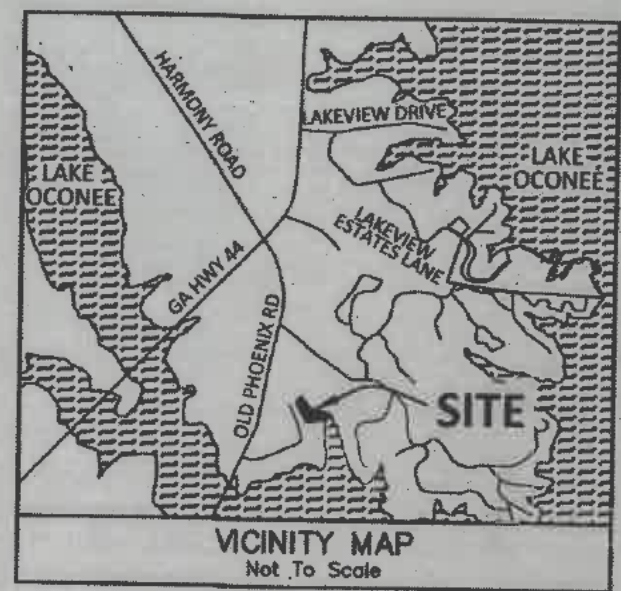 HARMONY ROAD
LAKEVIEW DRIVE
LAKE
OCONEE
LAKE
OCONEE
LAKEVIEW
ESTATES LANE
GA HWY 44
OLD PHOENIX RD
SITE
VICINITY MAP
Not To Scale